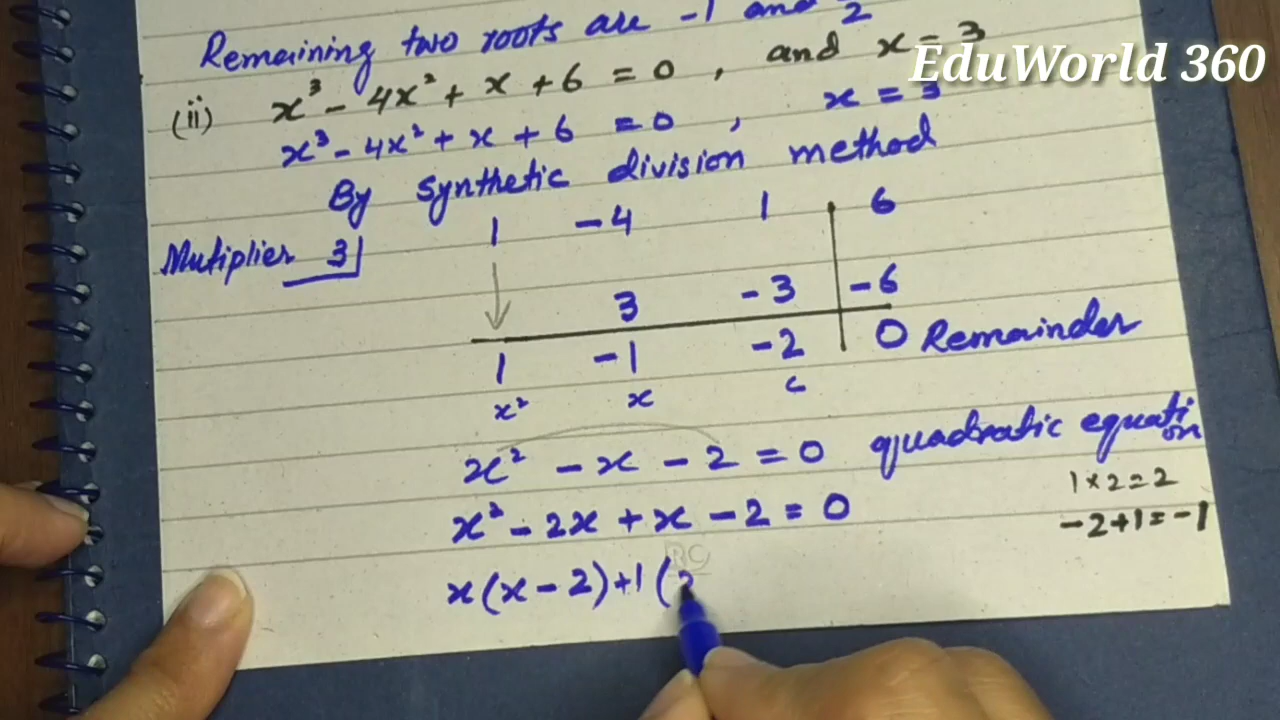 Remaining two roots are -1 and 2
(ii) x³ - 4x² + x + 6 = 0 , and x = 3
EduWorld 360
x³ - 4x² + x + 6 = 0 , x = 3
By synthetic division method
1 -4 1 6
Mutiplier 3
3 -3 -6
1 -1 -2 0 Remainder
x² x c
x² - x - 2 = 0 quadratic equation
1 × 2 = 2
x² - 2x + x - 2 = 0
-2 + 1 = -1
x(x - 2) + 1 (